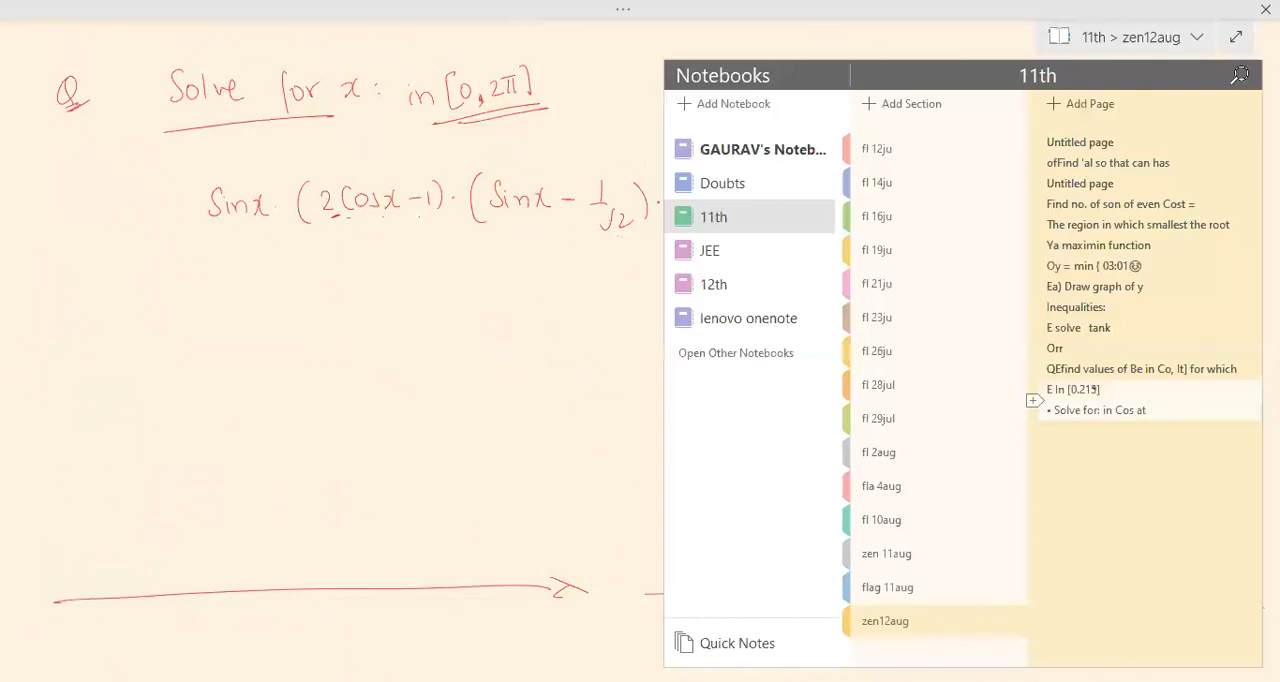 11th > zen12aug
Q Solve for x: in [0, 2π]
Sinx. (2Cosx-1)·(Sinx - 1/√2)·
Notebooks
11th
Add Notebook
GAURAV's Noteb...
Doubts
11th
JEE
12th
lenovo onenote
Open Other Notebooks
Quick Notes
Add Section
fl 12ju
fl 14ju
fl 16ju
fl 19ju
fl 21ju
fl 23ju
fl 26ju
fl 28jul
fl 29jul
fl 2aug
fla 4aug
fl 10aug
zen 11aug
flag 11aug
zen12aug
Add Page
Untitled page
ofFind 'al so that can has
Untitled page
Find no. of son of even Cost =
The region in which smallest the root
Ya maximin function
Oy = min { 03:01😄
Ea) Draw graph of y
Inequalities:
E solve tank
Orr
QEfind values of Be in Co, It] for which
E In [0.213]
• Solve for: in Cos at